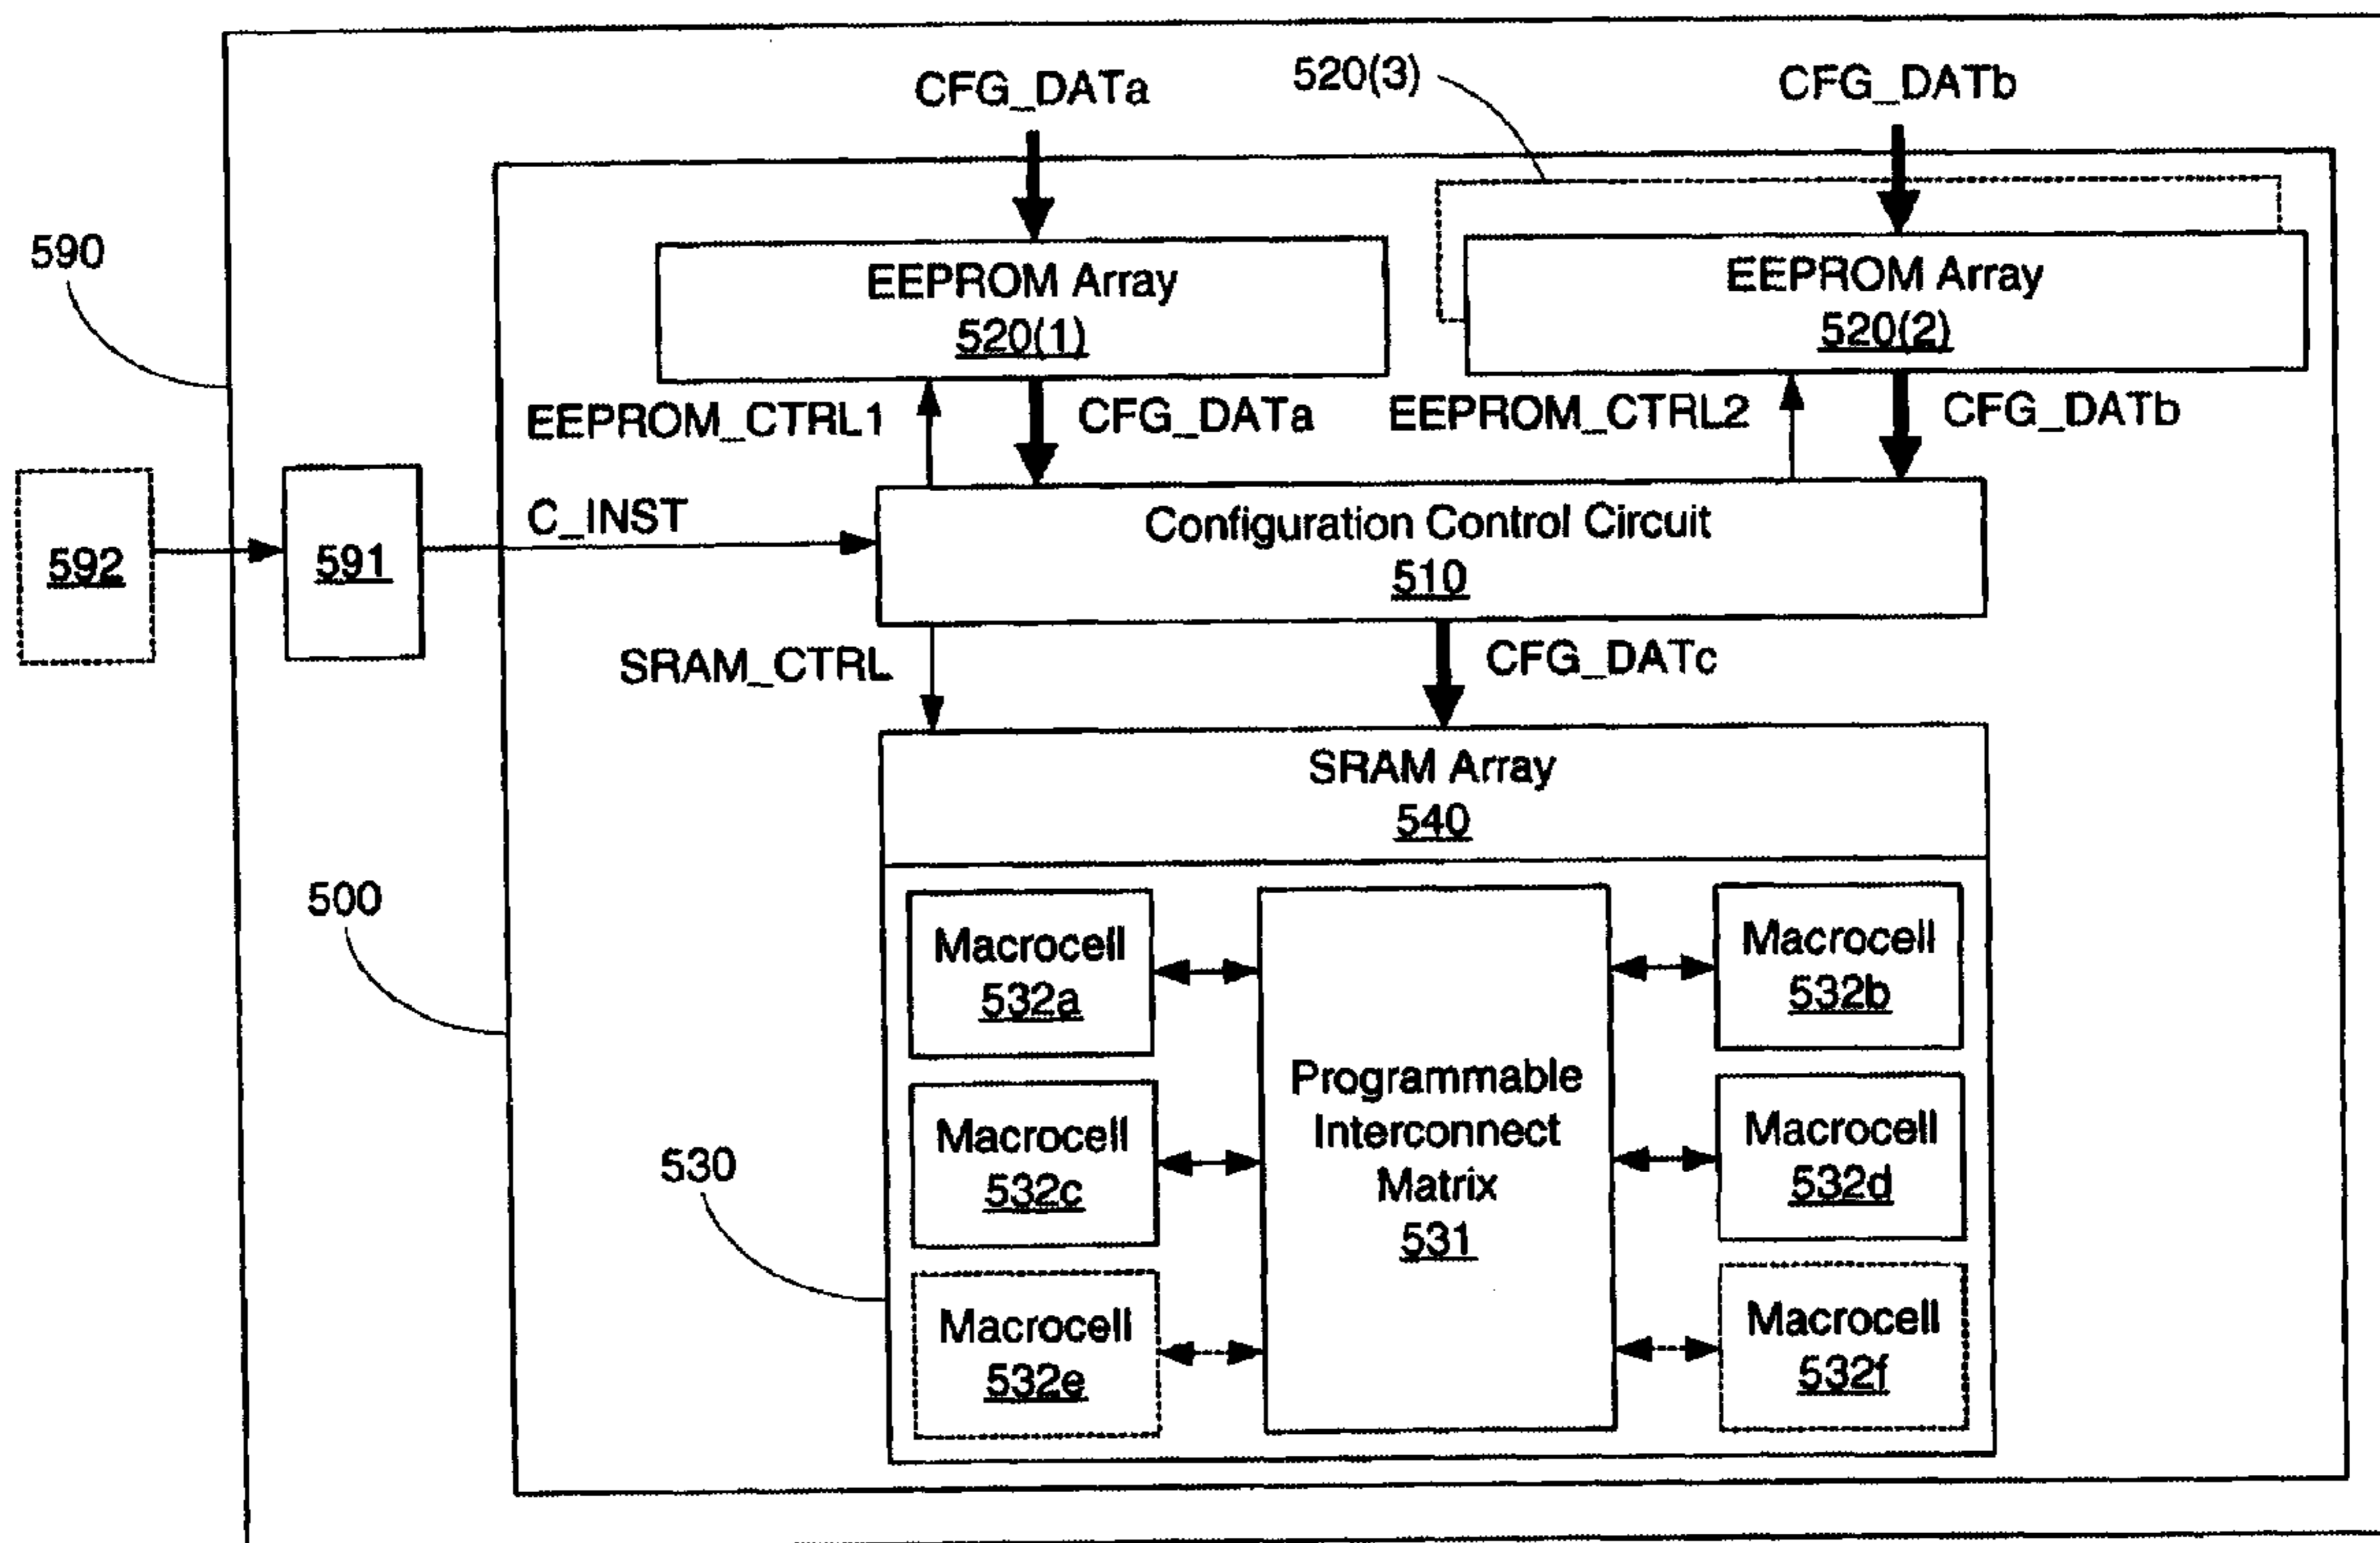 CFG_DATa
520(3)
CFG_DATb
590
EEPROM Array
520(1)
EEPROM Array
520(2)
EEPROM_CTRL1
CFG_DATa
EEPROM_CTRL2
CFG_DATb
592
591
C_INST
Configuration Control Circuit
510
SRAM_CTRL
CFG_DATc
SRAM Array
540
500
Macrocell
532a
Macrocell
532b
Programmable
Interconnect
Matrix
531
Macrocell
532c
Macrocell
532d
530
Macrocell
532e
Macrocell
532f